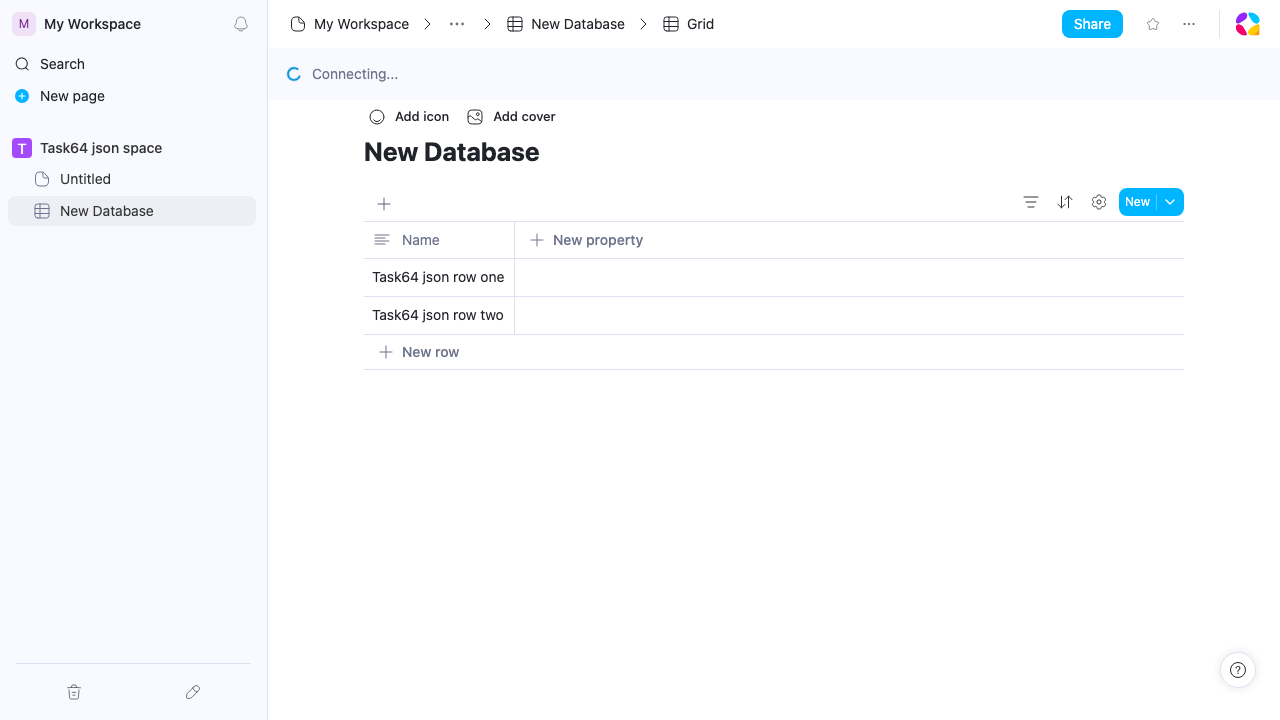 M My Workspace
Search
New page
T Task64 json space
Untitled
New Database
My Workspace
New Database
Grid
Share
Connecting...
Add icon
Add cover
New Database
New
Name
New property
Task64 json row one
Task64 json row two
New row